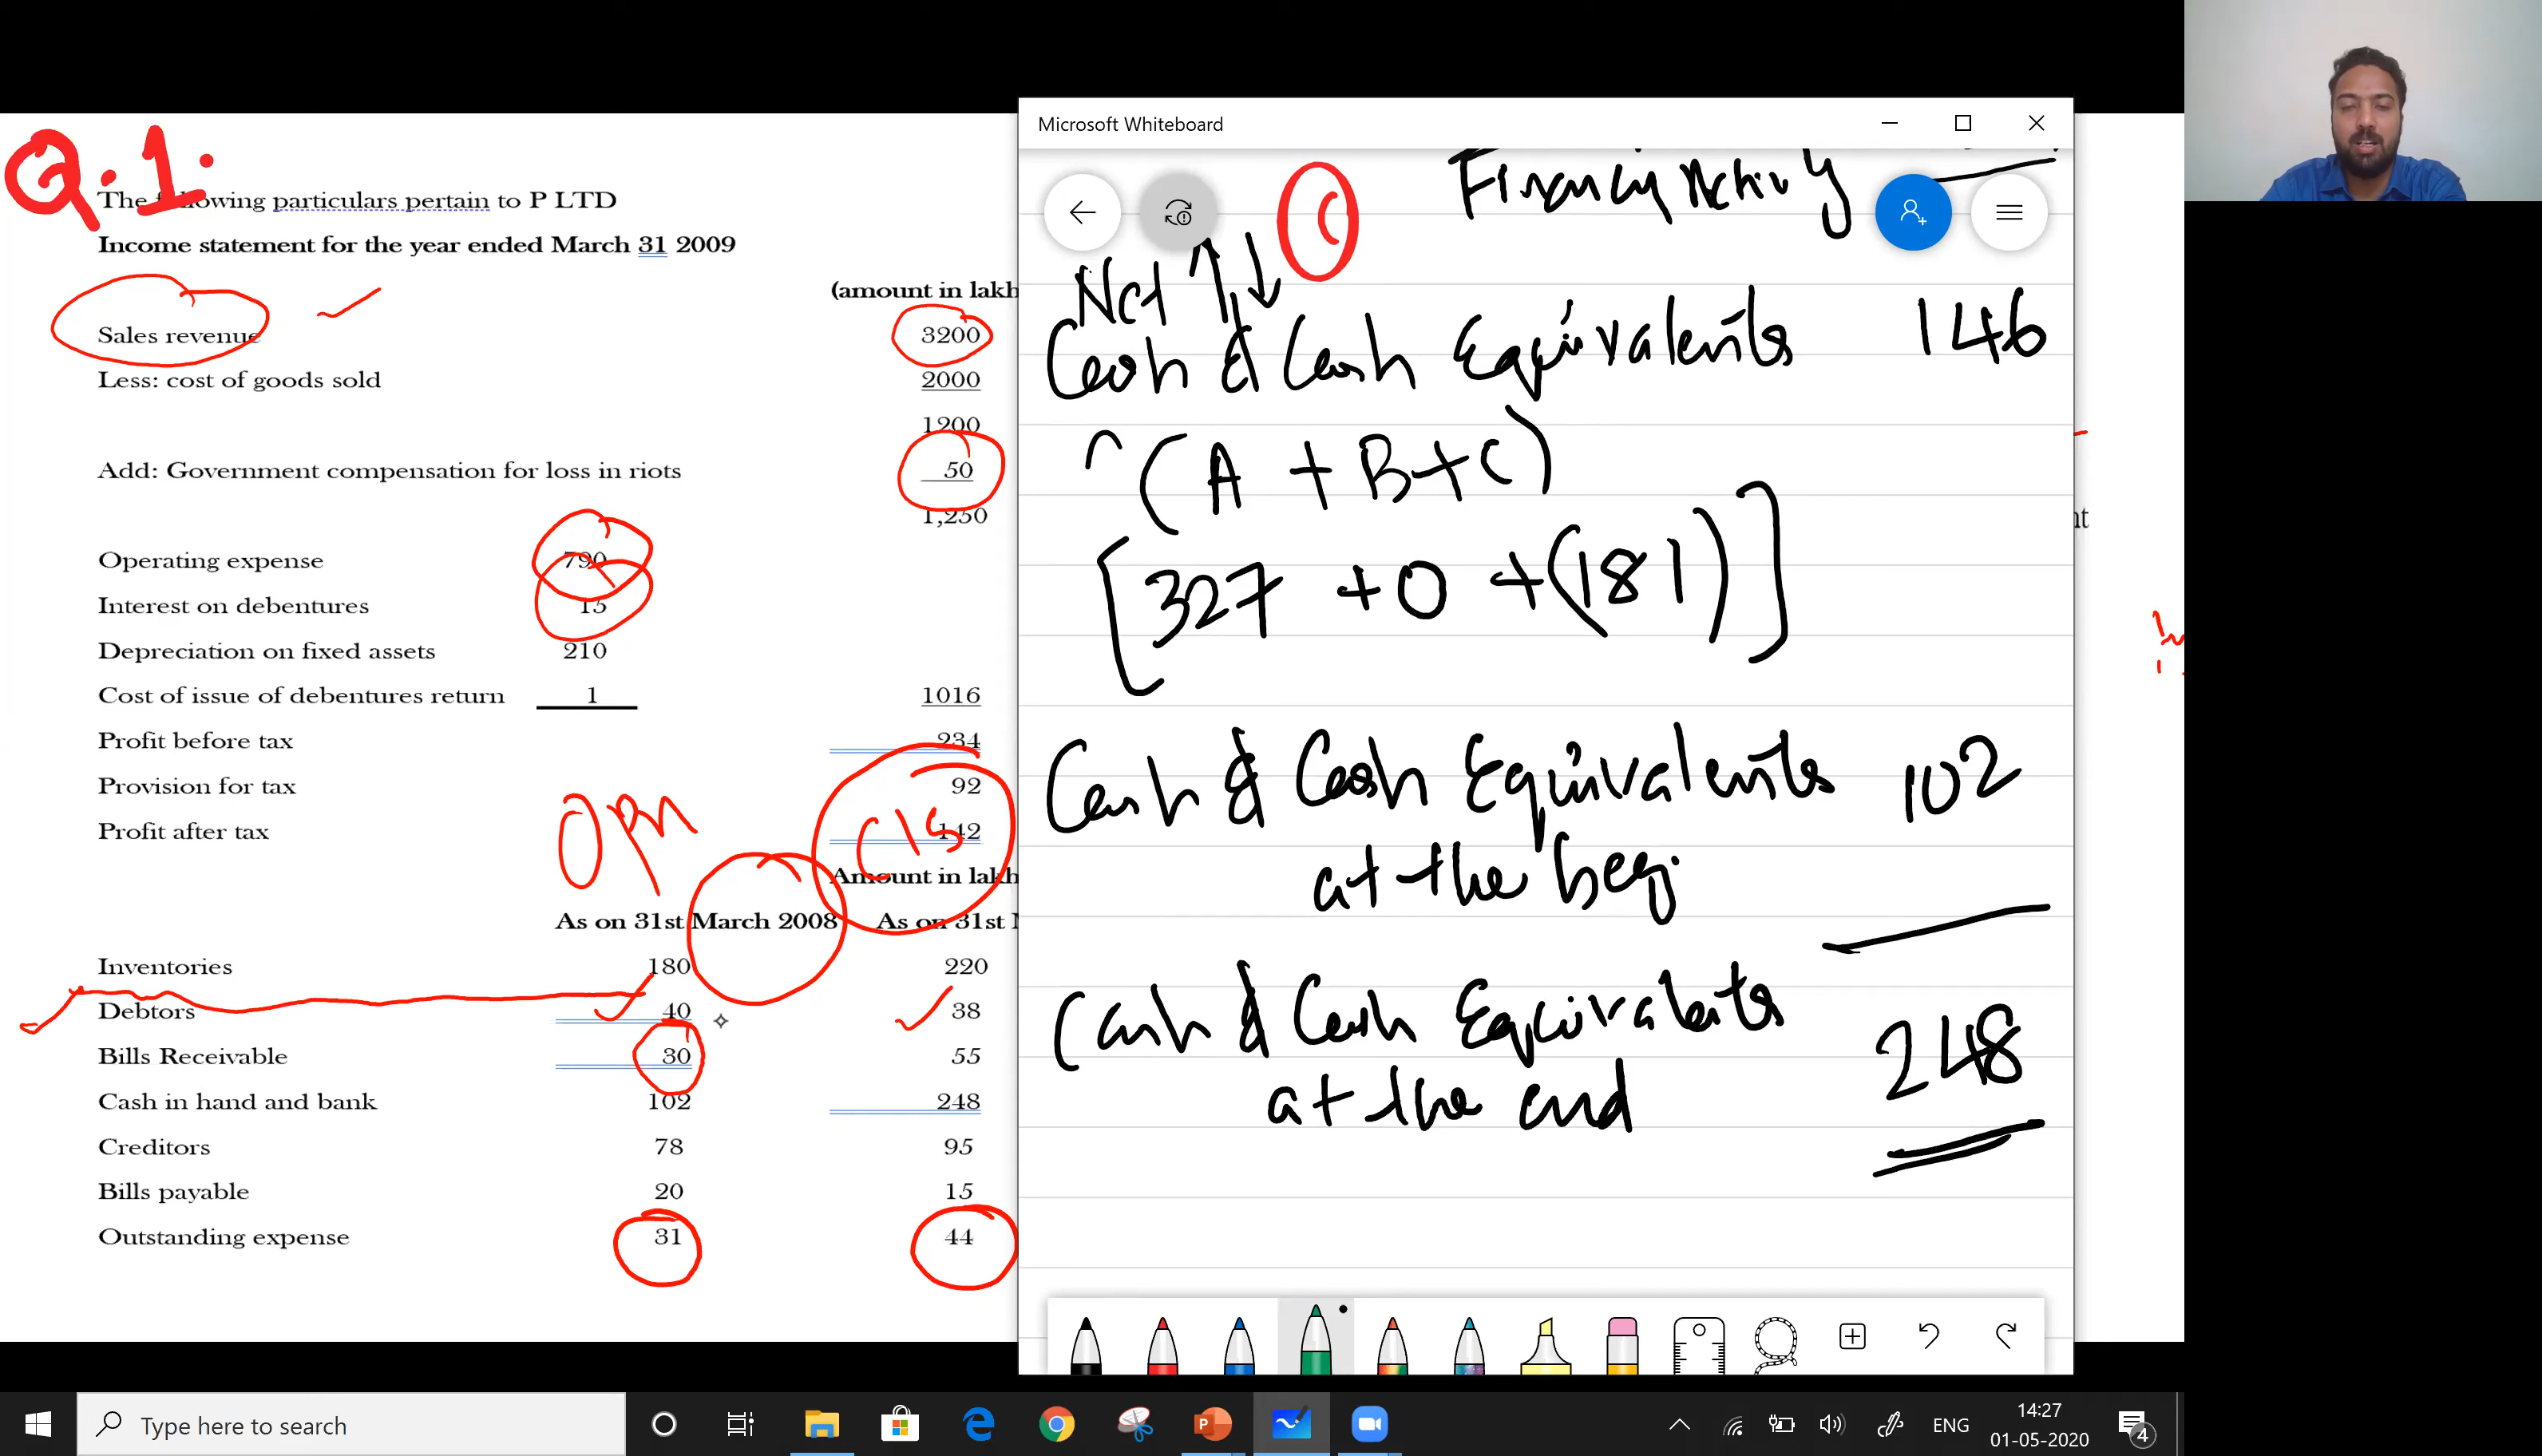 Q.1.
The following particulars pertain to P LTD
Income statement for the year ended March 31 2009
(amount in lakh
Sales revenue 3200
Less: cost of goods sold 2000
1200
Add: Government compensation for loss in riots 50
1,250
Operating expense 790
Interest on debentures 15
Depreciation on fixed assets 210
Cost of issue of debentures return 1 1016
Profit before tax 234
Provision for tax 92
Profit after tax 142
Opn
cls
Amount in lakh
As on 31st March 2008 As on 31st M
Inventories 180 220
Debtors 40 38
Bills Receivable 30 55
Cash in hand and bank 102 248
Creditors 78 95
Bills payable 20 15
Outstanding expense 31 44
Microsoft Whiteboard
Financing Activity
C
Net ↑↓
Cash & Cash Equivalents 146
(A + B + C)
[327 + 0 + (181)]
Cash & Cash Equivalents 102
at the beg.
Cash & Cash Equivalents 248
at the end
Type here to search
ENG
14:27
01-05-2020
4